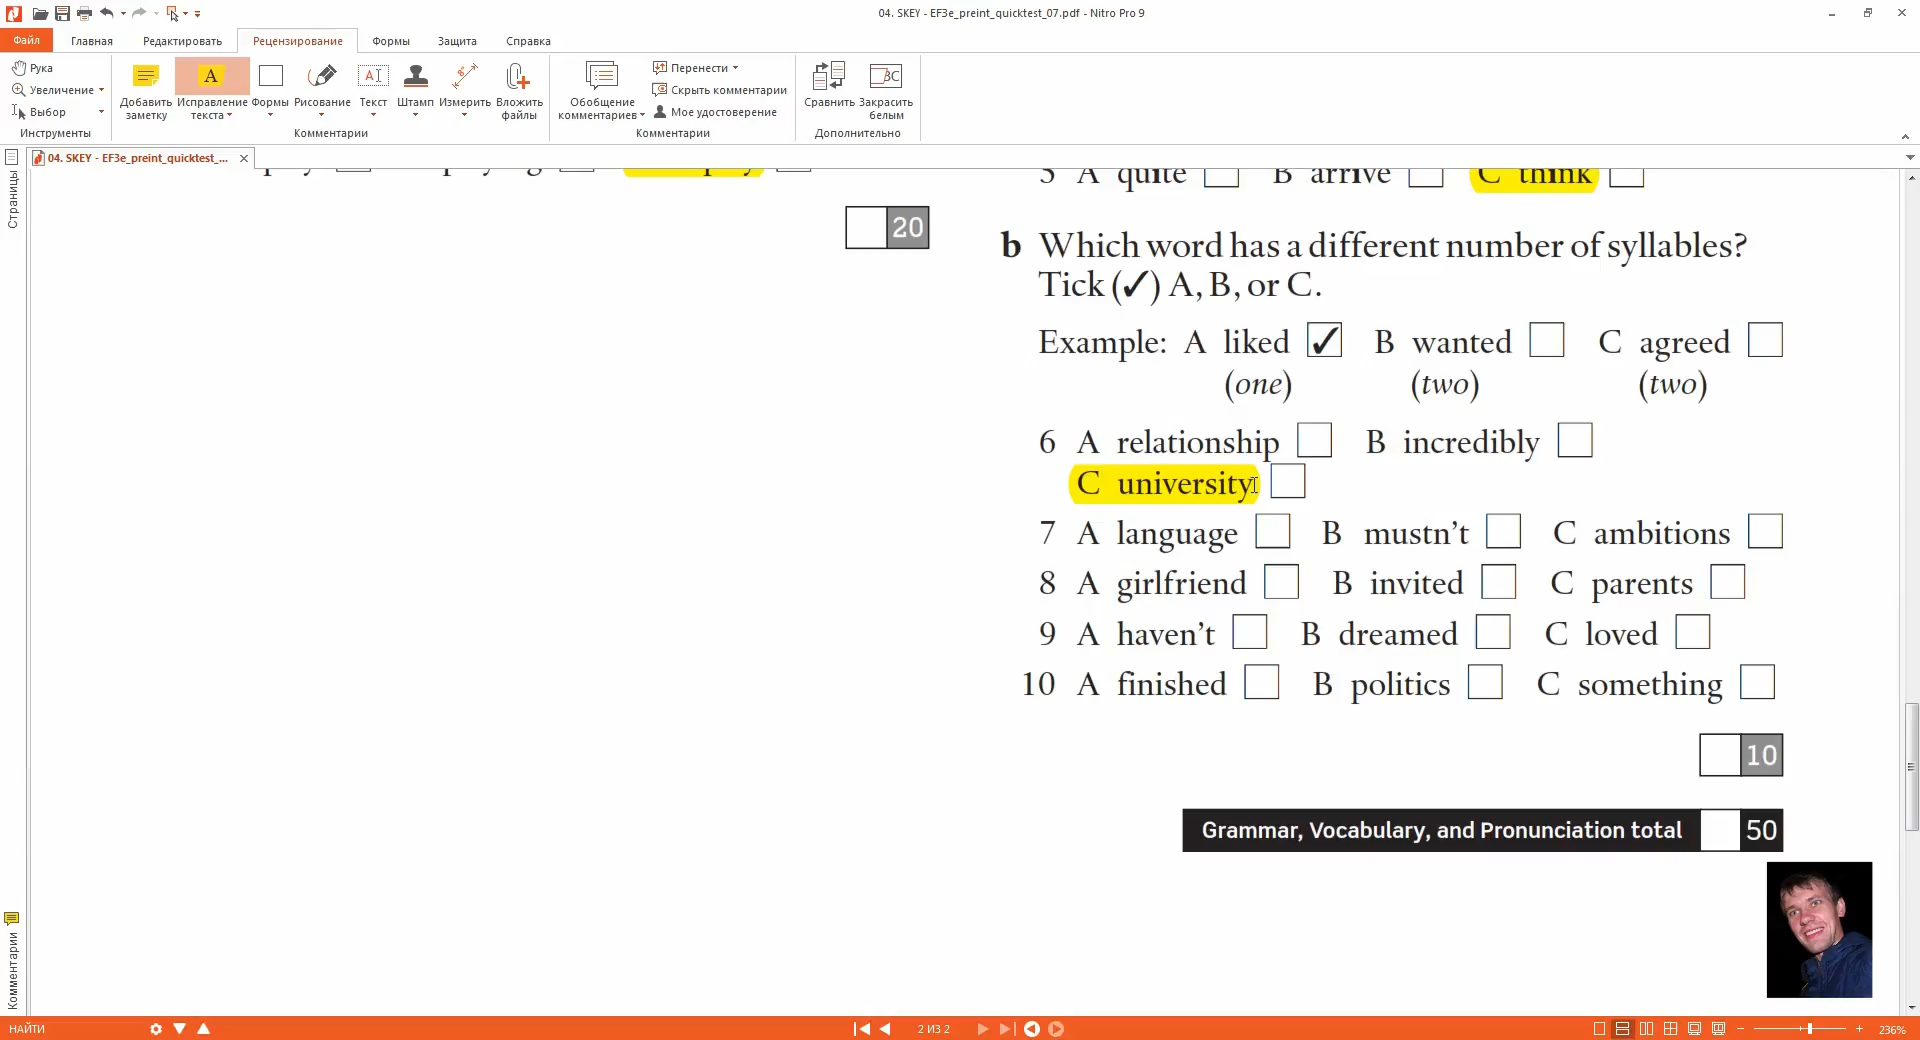 04. SKEY - EF3e_preint_quicktest_07.pdf - Nitro Pro 9
Файл Главная Редактировать Рецензирование Формы Защита Справка
Рука
Увеличение
Выбор
Инструменты
Добавить заметку
Исправление текста
Формы
Рисование
Текст
Штамп
Измерить
Вложить файлы
Комментарии
Обобщение комментариев
Перенести
Скрыть комментарии
Мое удостоверение
Комментарии
Сравнить
Закрасить белым
Дополнительно
04. SKEY - EF3e_preint_quicktest_...
Страницы
5 A quite B arrive C think
20
b Which word has a different number of syllables?
Tick (✓) A, B, or C.
Example: A liked ✓ B wanted C agreed
(one) (two) (two)
6 A relationship B incredibly
C university
7 A language B mustn't C ambitions
8 A girlfriend B invited C parents
9 A haven't B dreamed C loved
10 A finished B politics C something
10
Grammar, Vocabulary, and Pronunciation total 50
Комментарии
НАЙТИ
2 ИЗ 2
236%